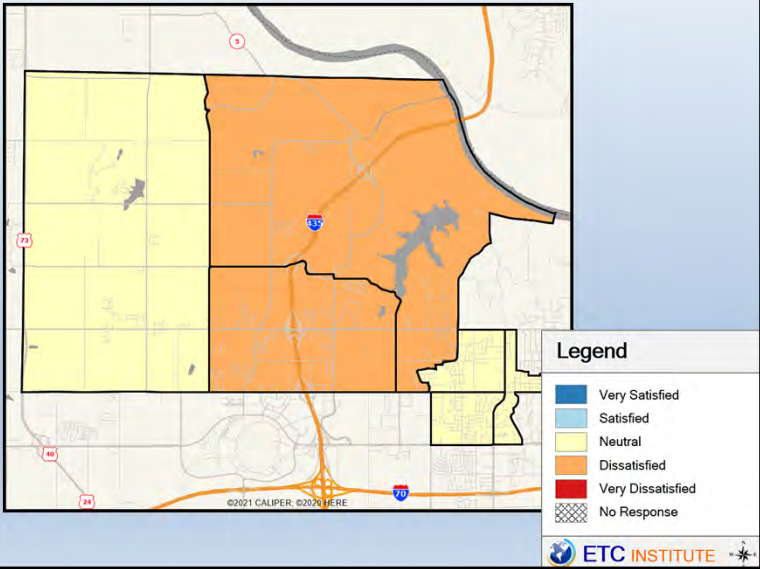 5
435
73
40
24
70
©2021 CALIPER; ©2020 HERE
Legend
Very Satisfied
Satisfied
Neutral
Dissatisfied
Very Dissatisfied
No Response
ETC INSTITUTE
N
W E
S